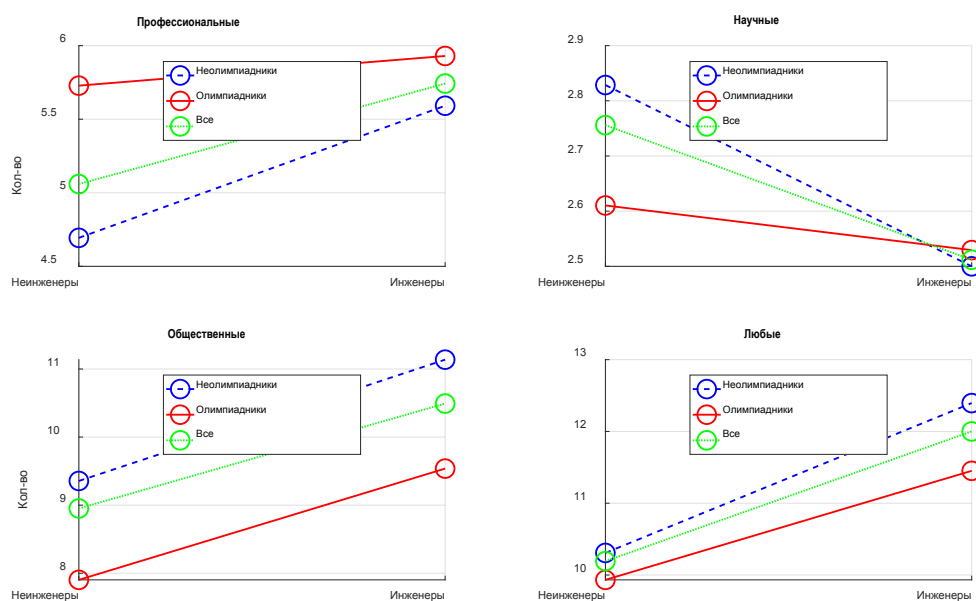 Профессиональные
6
5.5
5
4.5
Кол-во
Неолимпиадники
Олимпиадники
Все
Неинженеры
Инженеры
Научные
2.9
2.8
2.7
2.6
2.5
Неолимпиадники
Олимпиадники
Все
Неинженеры
Инженеры
Общественные
11
10
9
8
Кол-во
Неолимпиадники
Олимпиадники
Все
Неинженеры
Инженеры
Любые
13
12
11
10
Неолимпиадники
Олимпиадники
Все
Неинженеры
Инженеры